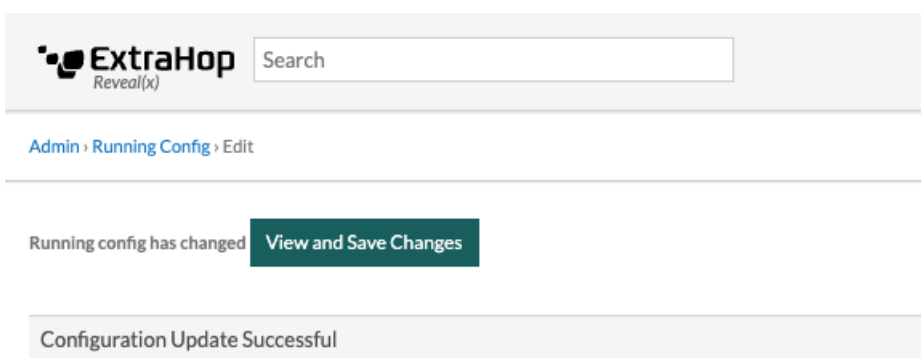 ExtraHop Search
Reveal(x)
Admin › Running Config › Edit
Running config has changed View and Save Changes
Configuration Update Successful